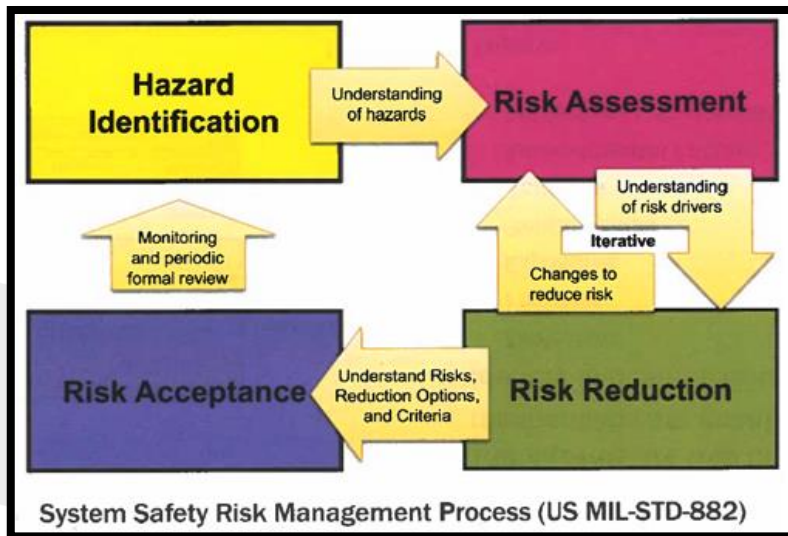 Hazard
Identification
Understanding
of hazards
Risk Assessment
Understanding
of risk drivers
Iterative
Changes to
reduce risk
Monitoring
and periodic
formal review
Risk Acceptance
Understand Risks,
Reduction Options,
and Criteria
Risk Reduction
System Safety Risk Management Process (US MIL-STD-882)